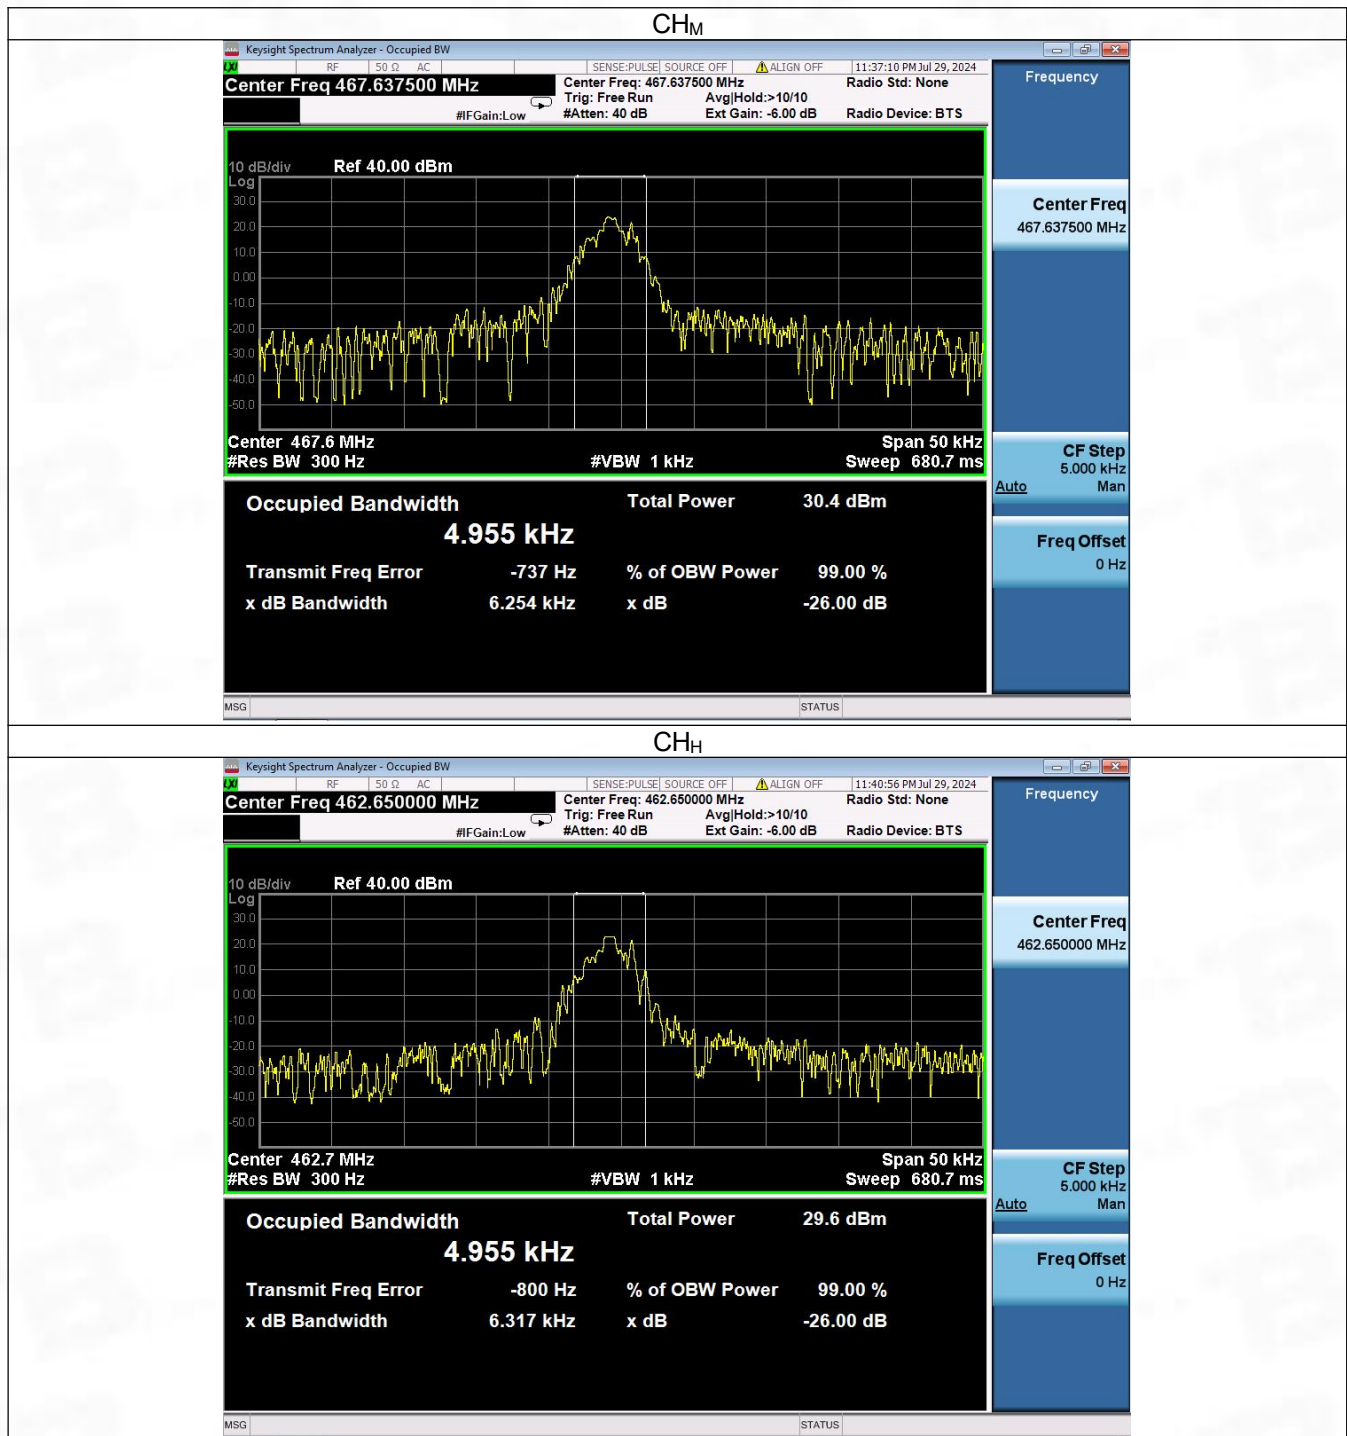 CHM
Keysight Spectrum Analyzer - Occupied BW
LXI RF 50 Ω AC SENSE:PULSE SOURCE OFF ALIGN OFF 11:37:10 PM Jul 29, 2024
Center Freq 467.637500 MHz Center Freq: 467.637500 MHz Radio Std: None
Trig: Free Run Avg|Hold:>10/10
#IFGain:Low #Atten: 40 dB Ext Gain: -6.00 dB Radio Device: BTS
10 dB/div Ref 40.00 dBm
Log
30.0
20.0
10.0
0.00
-10.0
-20.0
-30.0
-40.0
-50.0
Center 467.6 MHz Span 50 kHz
#Res BW 300 Hz #VBW 1 kHz Sweep 680.7 ms
Occupied Bandwidth Total Power 30.4 dBm
4.955 kHz
Transmit Freq Error -737 Hz % of OBW Power 99.00 %
x dB Bandwidth 6.254 kHz x dB -26.00 dB
MSG STATUS
Frequency
Center Freq
467.637500 MHz
CF Step
5.000 kHz
Auto Man
Freq Offset
0 Hz
CHH
Keysight Spectrum Analyzer - Occupied BW
LXI RF 50 Ω AC SENSE:PULSE SOURCE OFF ALIGN OFF 11:40:56 PM Jul 29, 2024
Center Freq 462.650000 MHz Center Freq: 462.650000 MHz Radio Std: None
Trig: Free Run Avg|Hold:>10/10
#IFGain:Low #Atten: 40 dB Ext Gain: -6.00 dB Radio Device: BTS
10 dB/div Ref 40.00 dBm
Log
30.0
20.0
10.0
0.00
-10.0
-20.0
-30.0
-40.0
-50.0
Center 462.7 MHz Span 50 kHz
#Res BW 300 Hz #VBW 1 kHz Sweep 680.7 ms
Occupied Bandwidth Total Power 29.6 dBm
4.955 kHz
Transmit Freq Error -800 Hz % of OBW Power 99.00 %
x dB Bandwidth 6.317 kHz x dB -26.00 dB
MSG STATUS
Frequency
Center Freq
462.650000 MHz
CF Step
5.000 kHz
Auto Man
Freq Offset
0 Hz